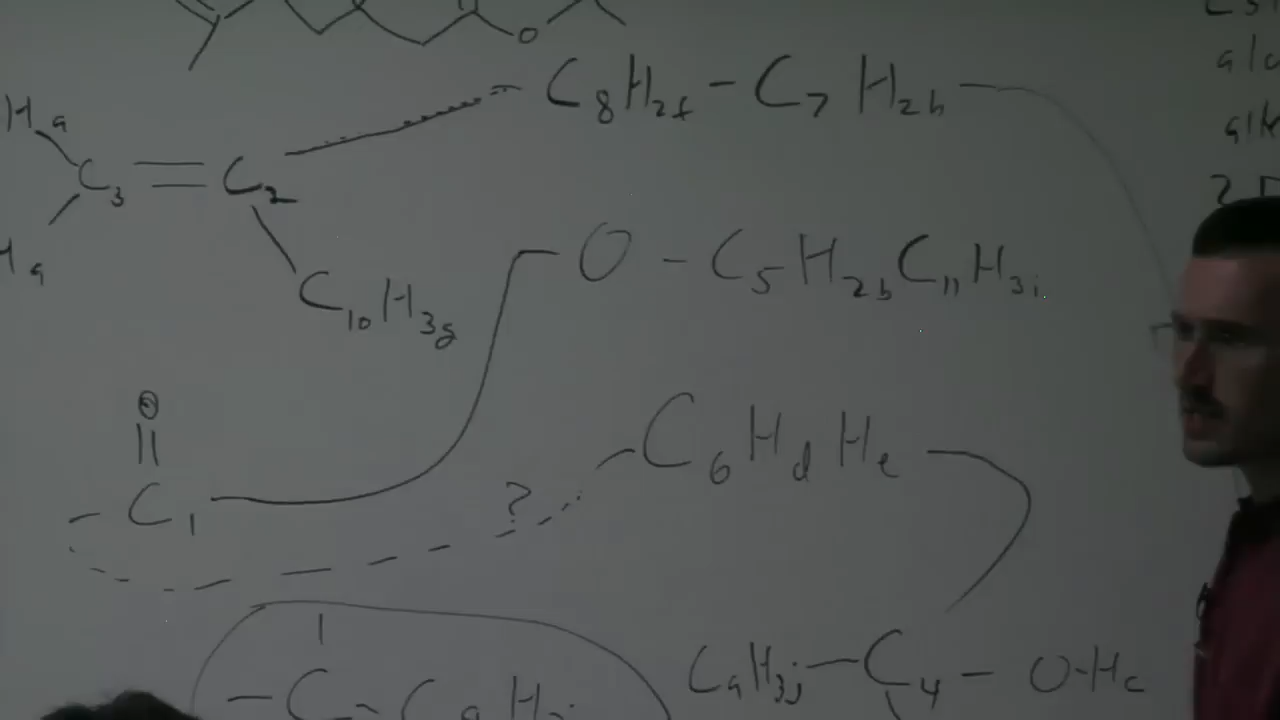 O
C8H2f - C7H2h
Ha
C3 = C2
Ha
O - C5H2bC11H3i
C10H3g
O
C1
?
C6HdHe
C9H3j - C4 - O-Hc